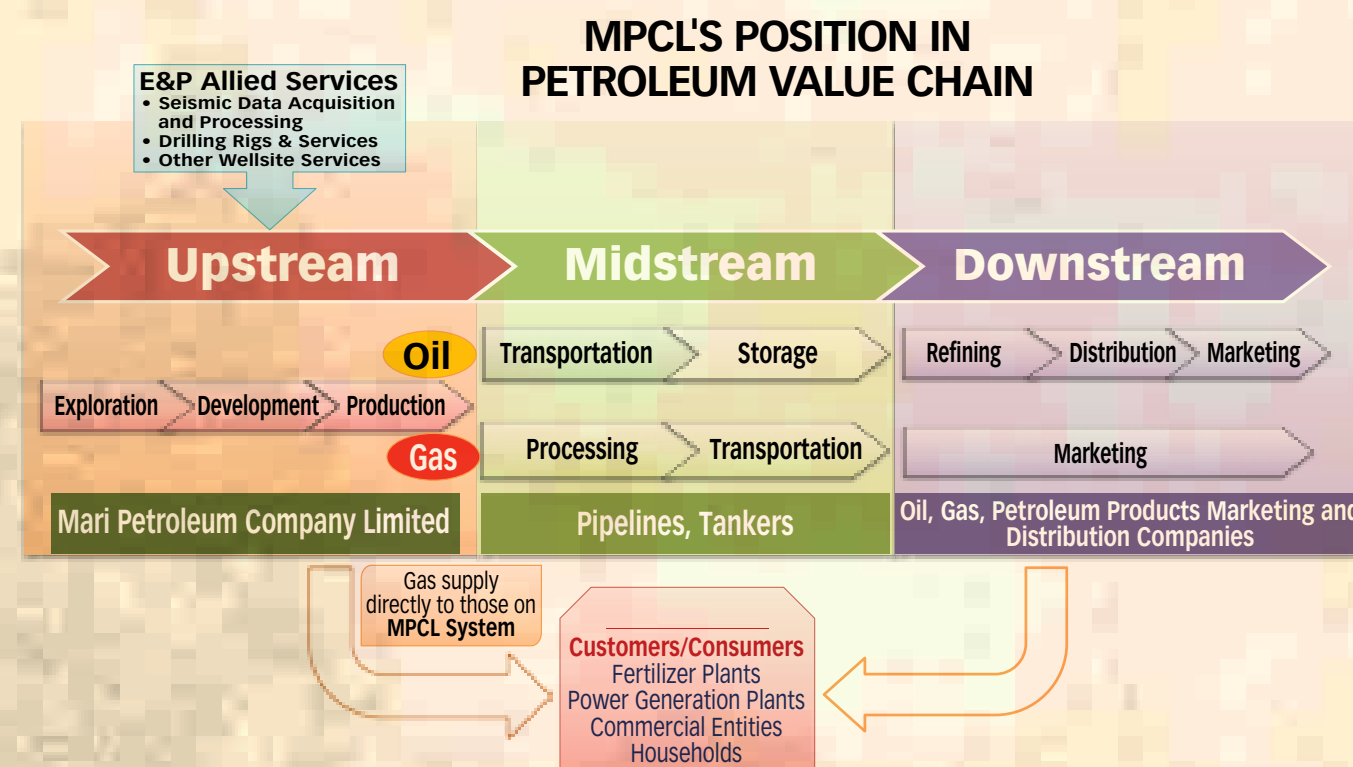 MPCL'S POSITION IN
PETROLEUM VALUE CHAIN
E&P Allied Services
• Seismic Data Acquisition
and Processing
• Drilling Rigs & Services
• Other Wellsite Services
Upstream
Midstream
Downstream
Oil
Transportation
Storage
Refining
Distribution
Marketing
Exploration
Development
Production
Gas
Processing
Transportation
Marketing
Mari Petroleum Company Limited
Pipelines, Tankers
Oil, Gas, Petroleum Products Marketing and
Distribution Companies
Gas supply
directly to those on
MPCL System
Customers/Consumers
Fertilizer Plants
Power Generation Plants
Commercial Entities
Households